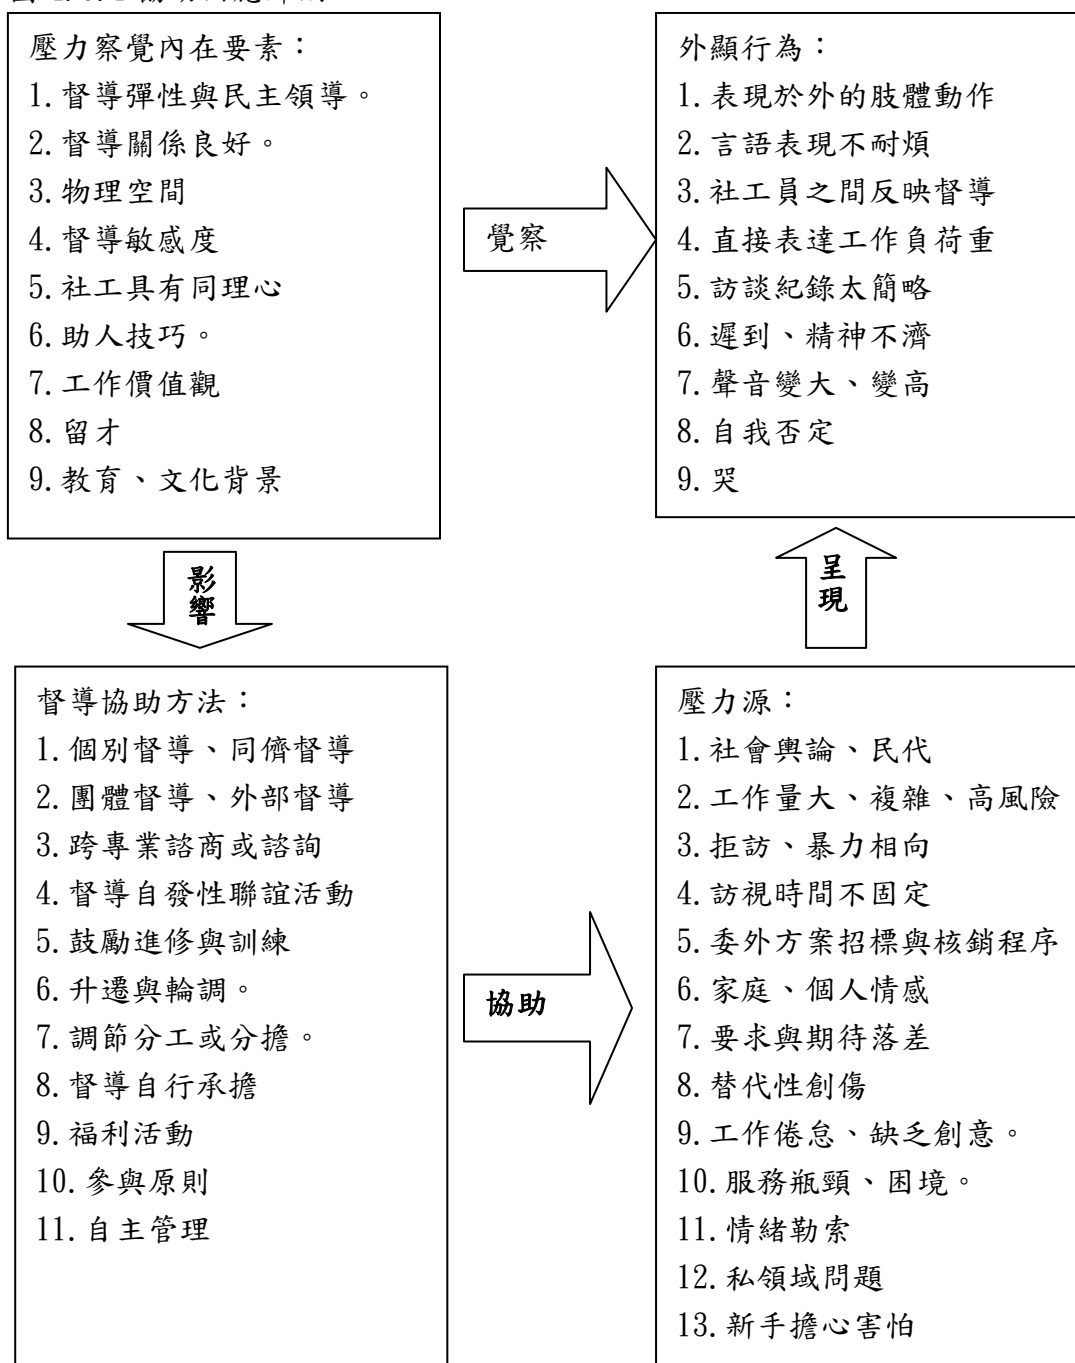 壓力察覺內在要素：
1.督導彈性與民主領導。
2.督導關係良好。
3.物理空間
4.督導敏感度
5.社工具有同理心
6.助人技巧。
7.工作價值觀
8.留才
9.教育、文化背景
覺察
外顯行為：
1.表現於外的肢體動作
2.言語表現不耐煩
3.社工員之間反映督導
4.直接表達工作負荷重
5.訪談紀錄太簡略
6.遲到、精神不濟
7.聲音變大、變高
8.自我否定
9.哭
影響
呈現
督導協助方法：
1.個別督導、同儕督導
2.團體督導、外部督導
3.跨專業諮商或諮詢
4.督導自發性聯誼活動
5.鼓勵進修與訓練
6.升遷與輪調。
7.調節分工或分擔。
8.督導自行承擔
9.福利活動
10.參與原則
11.自主管理
協助
壓力源：
1.社會輿論、民代
2.工作量大、複雜、高風險
3.拒訪、暴力相向
4.訪視時間不固定
5.委外方案招標與核銷程序
6.家庭、個人情感
7.要求與期待落差
8.替代性創傷
9.工作倦怠、缺乏創意。
10.服務瓶頸、困境。
11.情緒勒索
12.私領域問題
13.新手擔心害怕